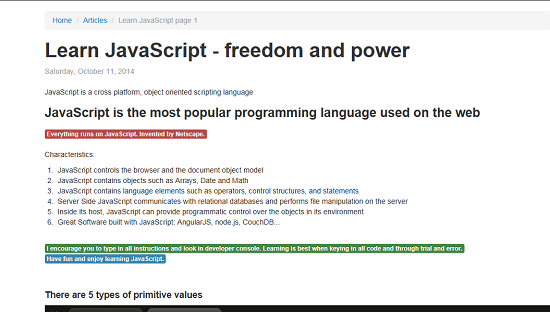 Home / Articles / Learn JavaScript page 1
Learn JavaScript - freedom and power
Saturday, October 11, 2014
JavaScript is a cross platform, object oriented scripting language
JavaScript is the most popular programming language used on the web
Everything runs on JavaScript. Invented by Netscape.
Characteristics:
1. JavaScript controls the browser and the document object model
2. JavaScript contains objects such as Arrays, Date and Math
3. JavaScript contains language elements such as operators, control structures, and statements
4. Server Side JavaScript communicates with relational databases and performs file manipulation on the server
5. Inside its host, JavaScript can provide programmatic control over the objects in its environment
6. Great Software built with JavaScript: AngularJS, node.js, CouchDB...
I encourage you to type in all instructions and look in developer console. Learning is best when keying in all code and through trial and error.
Have fun and enjoy learning JavaScript.
There are 5 types of primitive values